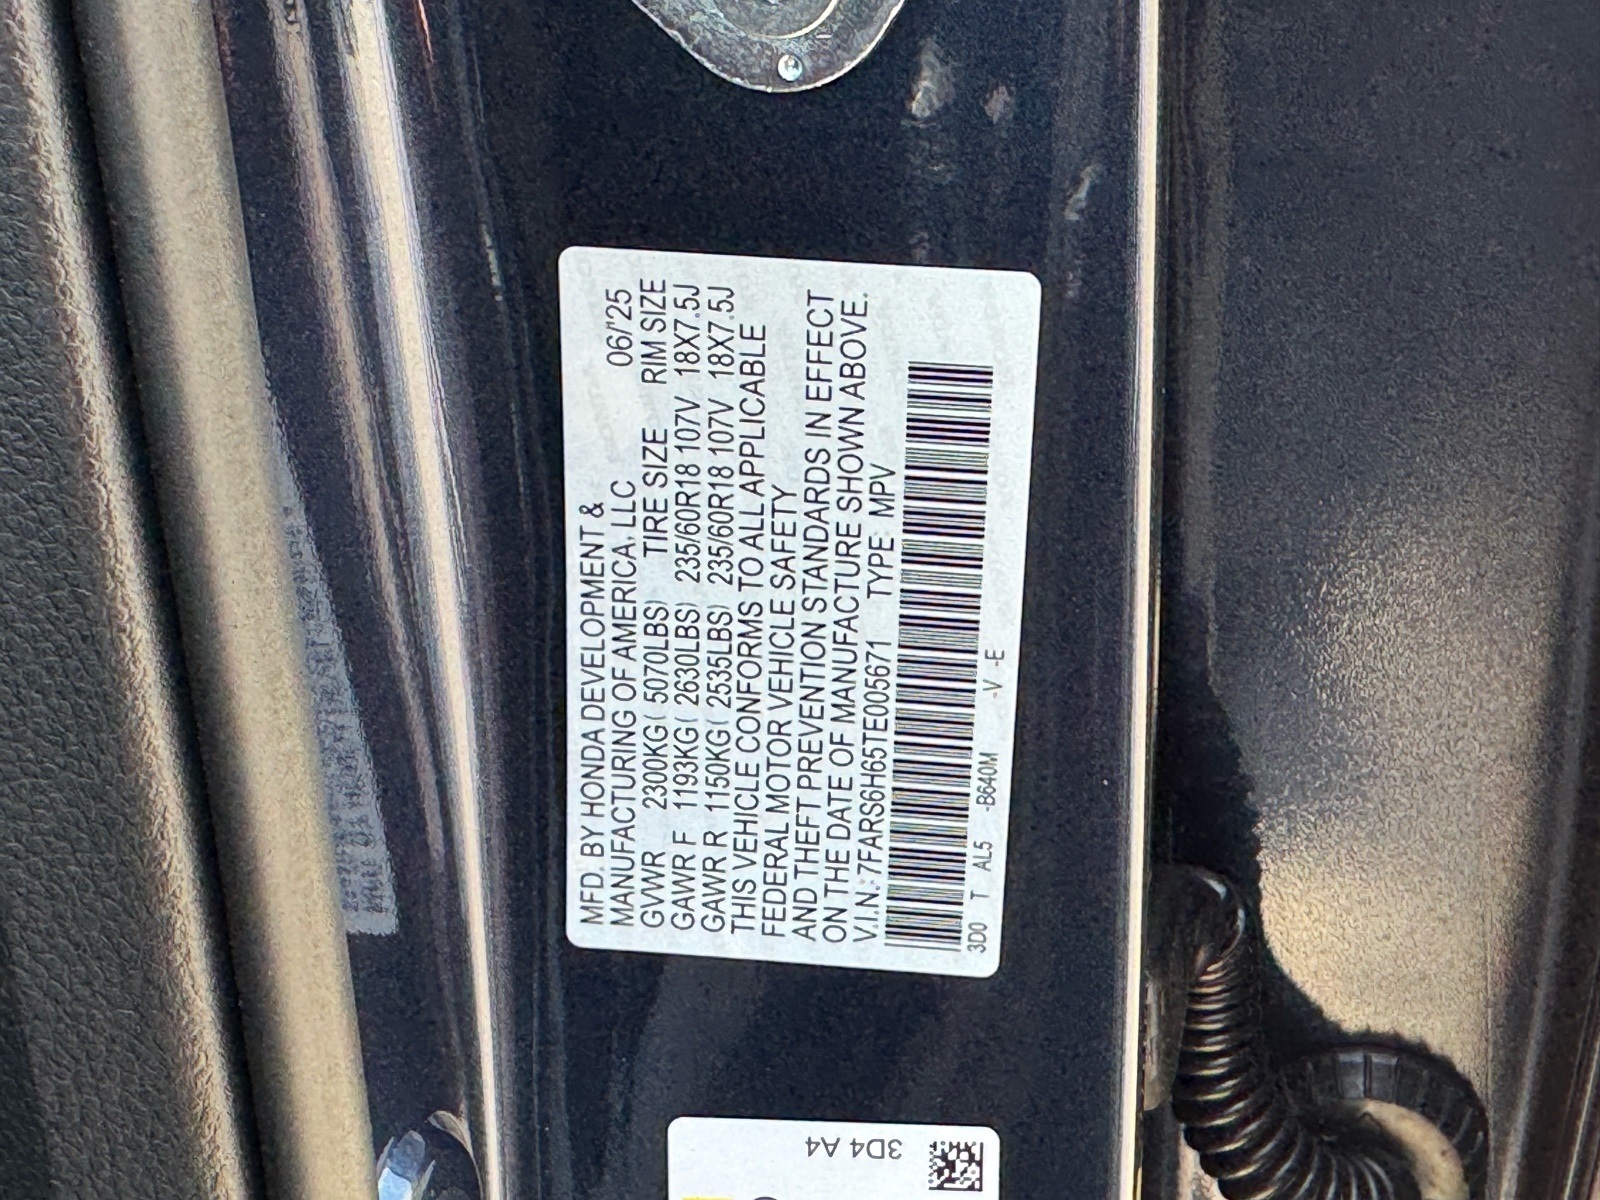 MFD. BY HONDA DEVELOPMENT &
MANUFACTURING OF AMERICA, LLC 06/'25
GVWR 2300KG( 5070LBS) TIRE SIZE RIM SIZE
GAWR F 1193KG( 2630LBS) 235/60R18 107V 18X7.5J
GAWR R 1150KG( 2535LBS) 235/60R18 107V 18X7.5J
THIS VEHICLE CONFORMS TO ALL APPLICABLE
FEDERAL MOTOR VEHICLE SAFETY
AND THEFT PREVENTION STANDARDS IN EFFECT
ON THE DATE OF MANUFACTURE SHOWN ABOVE.
V.I.N.: 7FARS6H65TE005671 TYPE: MPV
3D0 T AL5 -B640M -V -E
3D4 A4